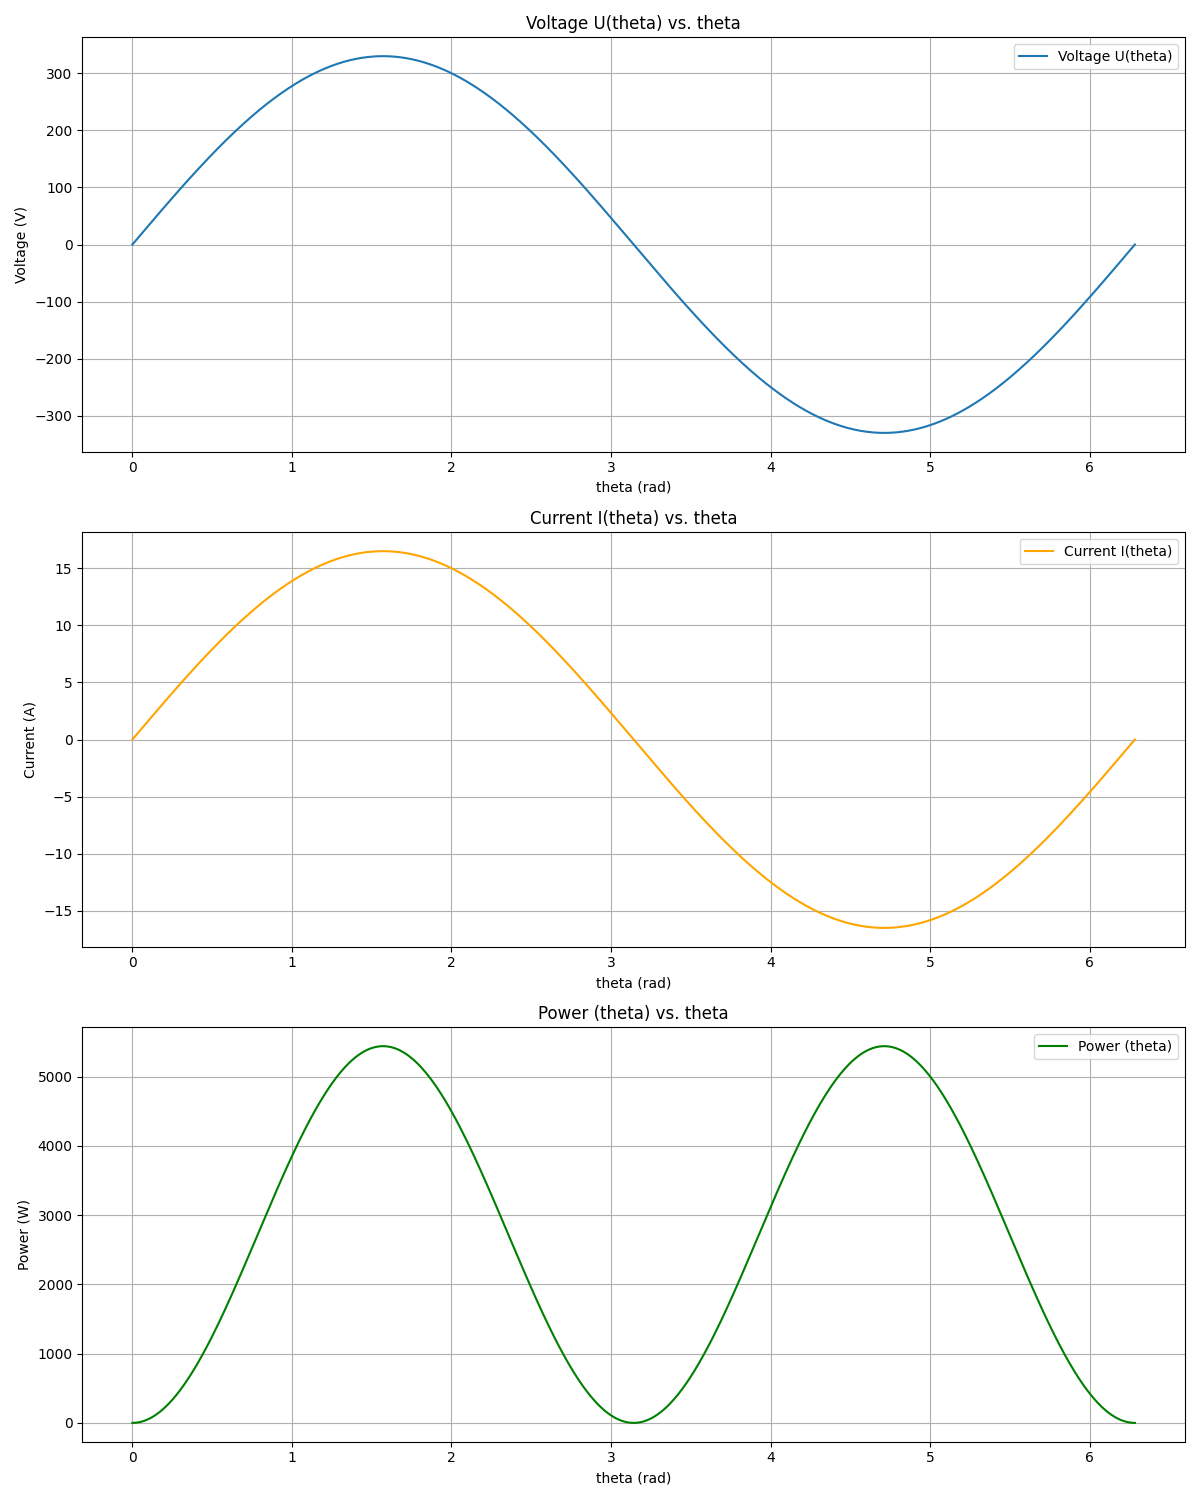 Voltage U(theta) vs. theta
Voltage U(theta)
Voltage (V)
300
200
100
0
−100
−200
−300
0 1 2 3 4 5 6
theta (rad)
Current I(theta) vs. theta
Current I(theta)
Current (A)
15
10
5
0
−5
−10
−15
0 1 2 3 4 5 6
theta (rad)
Power (theta) vs. theta
Power (theta)
Power (W)
5000
4000
3000
2000
1000
0
0 1 2 3 4 5 6
theta (rad)